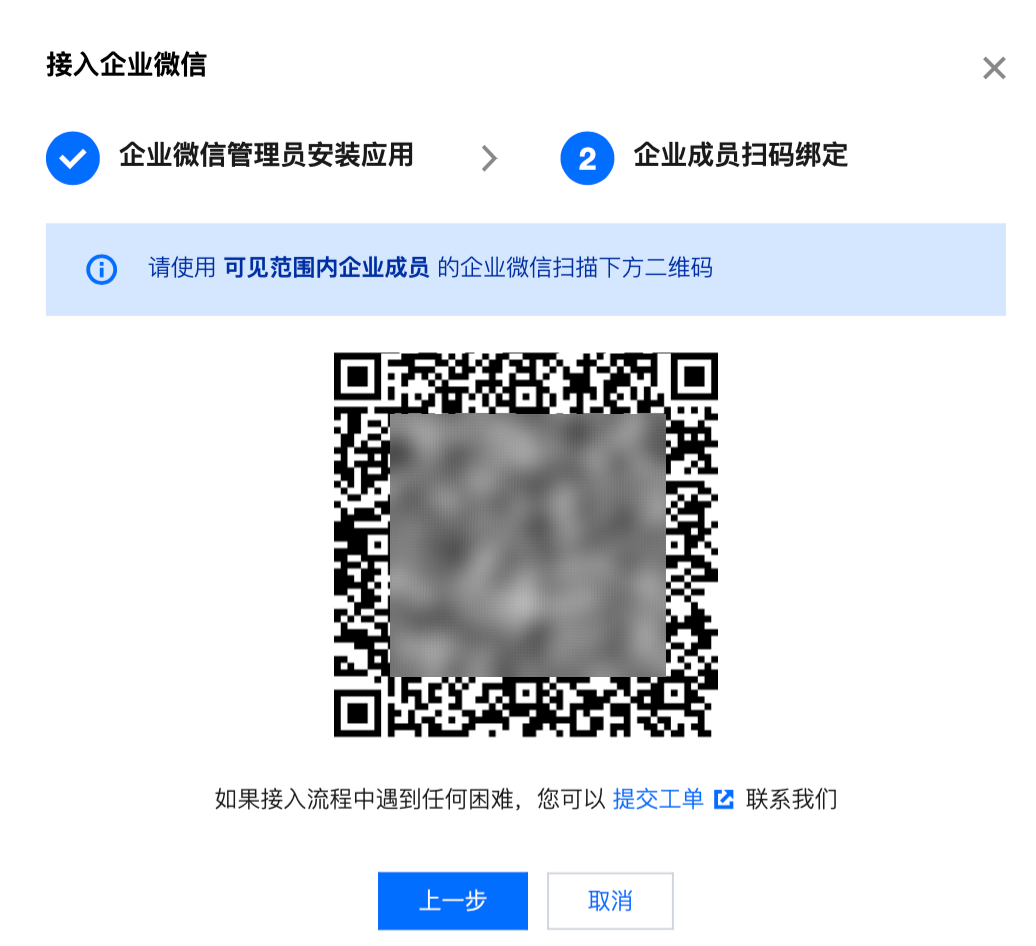 接入企业微信
企业微信管理员安装应用
2 企业成员扫码绑定
请使用 可见范围内企业成员 的企业微信扫描下方二维码
如果接入流程中遇到任何困难，您可以 提交工单 联系我们
上一步 取消